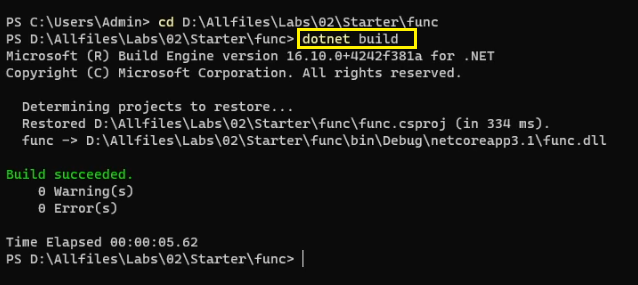 PS C:\Users\Admin> cd D:\Allfiles\Labs\02\Starter\func
PS D:\Allfiles\Labs\02\Starter\func> dotnet build
Microsoft (R) Build Engine version 16.10.0+4242f381a for .NET
Copyright (C) Microsoft Corporation. All rights reserved.
Determining projects to restore...
Restored D:\Allfiles\Labs\02\Starter\func\func.csproj (in 334 ms).
func -> D:\Allfiles\Labs\02\Starter\func\bin\Debug\netcoreapp3.1\func.dll
Build succeeded.
0 Warning(s)
0 Error(s)
Time Elapsed 00:00:05.62
PS D:\Allfiles\Labs\02\Starter\func>